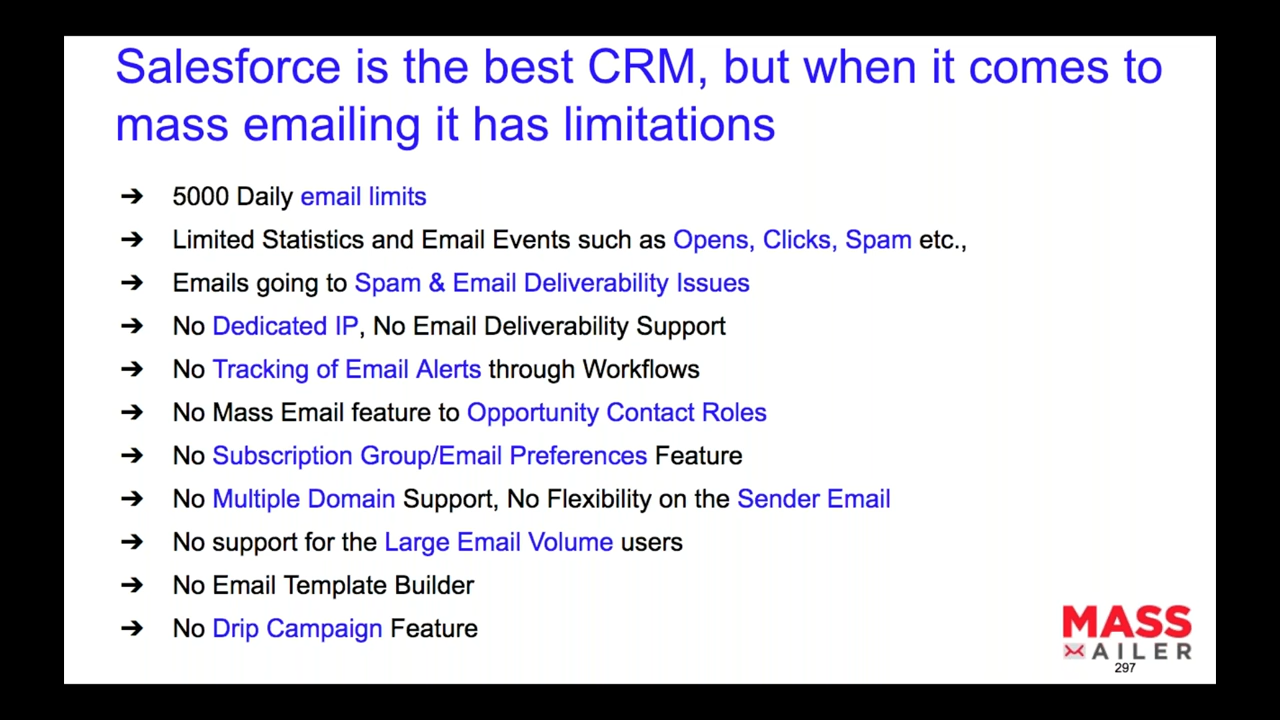 Salesforce is the best CRM, but when it comes to
mass emailing it has limitations
➔ 5000 Daily email limits
➔ Limited Statistics and Email Events such as Opens, Clicks, Spam etc.,
➔ Emails going to Spam & Email Deliverability Issues
➔ No Dedicated IP, No Email Deliverability Support
➔ No Tracking of Email Alerts through Workflows
➔ No Mass Email feature to Opportunity Contact Roles
➔ No Subscription Group/Email Preferences Feature
➔ No Multiple Domain Support, No Flexibility on the Sender Email
➔ No support for the Large Email Volume users
➔ No Email Template Builder
➔ No Drip Campaign Feature
MASS
AILER
297